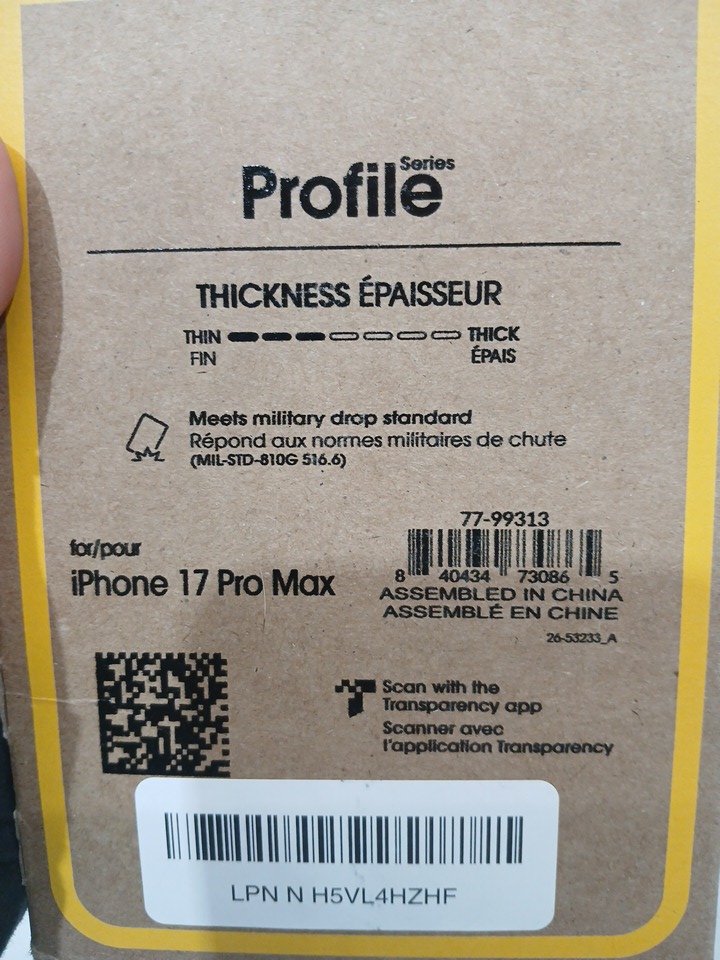 Profile Series
THICKNESS ÉPAISSEUR
THIN THICK
FIN ÉPAIS
Meets military drop standard
Répond aux normes militaires de chute
(MIL-STD-810G 516.6)
for/pour
iPhone 17 Pro Max
77-99313
8 40434 73086 5
ASSEMBLED IN CHINA
ASSEMBLÉ EN CHINE
26-53233_A
Scan with the
Transparency app
Scanner avec
l'application Transparency
LPN N H5VL4HZHF